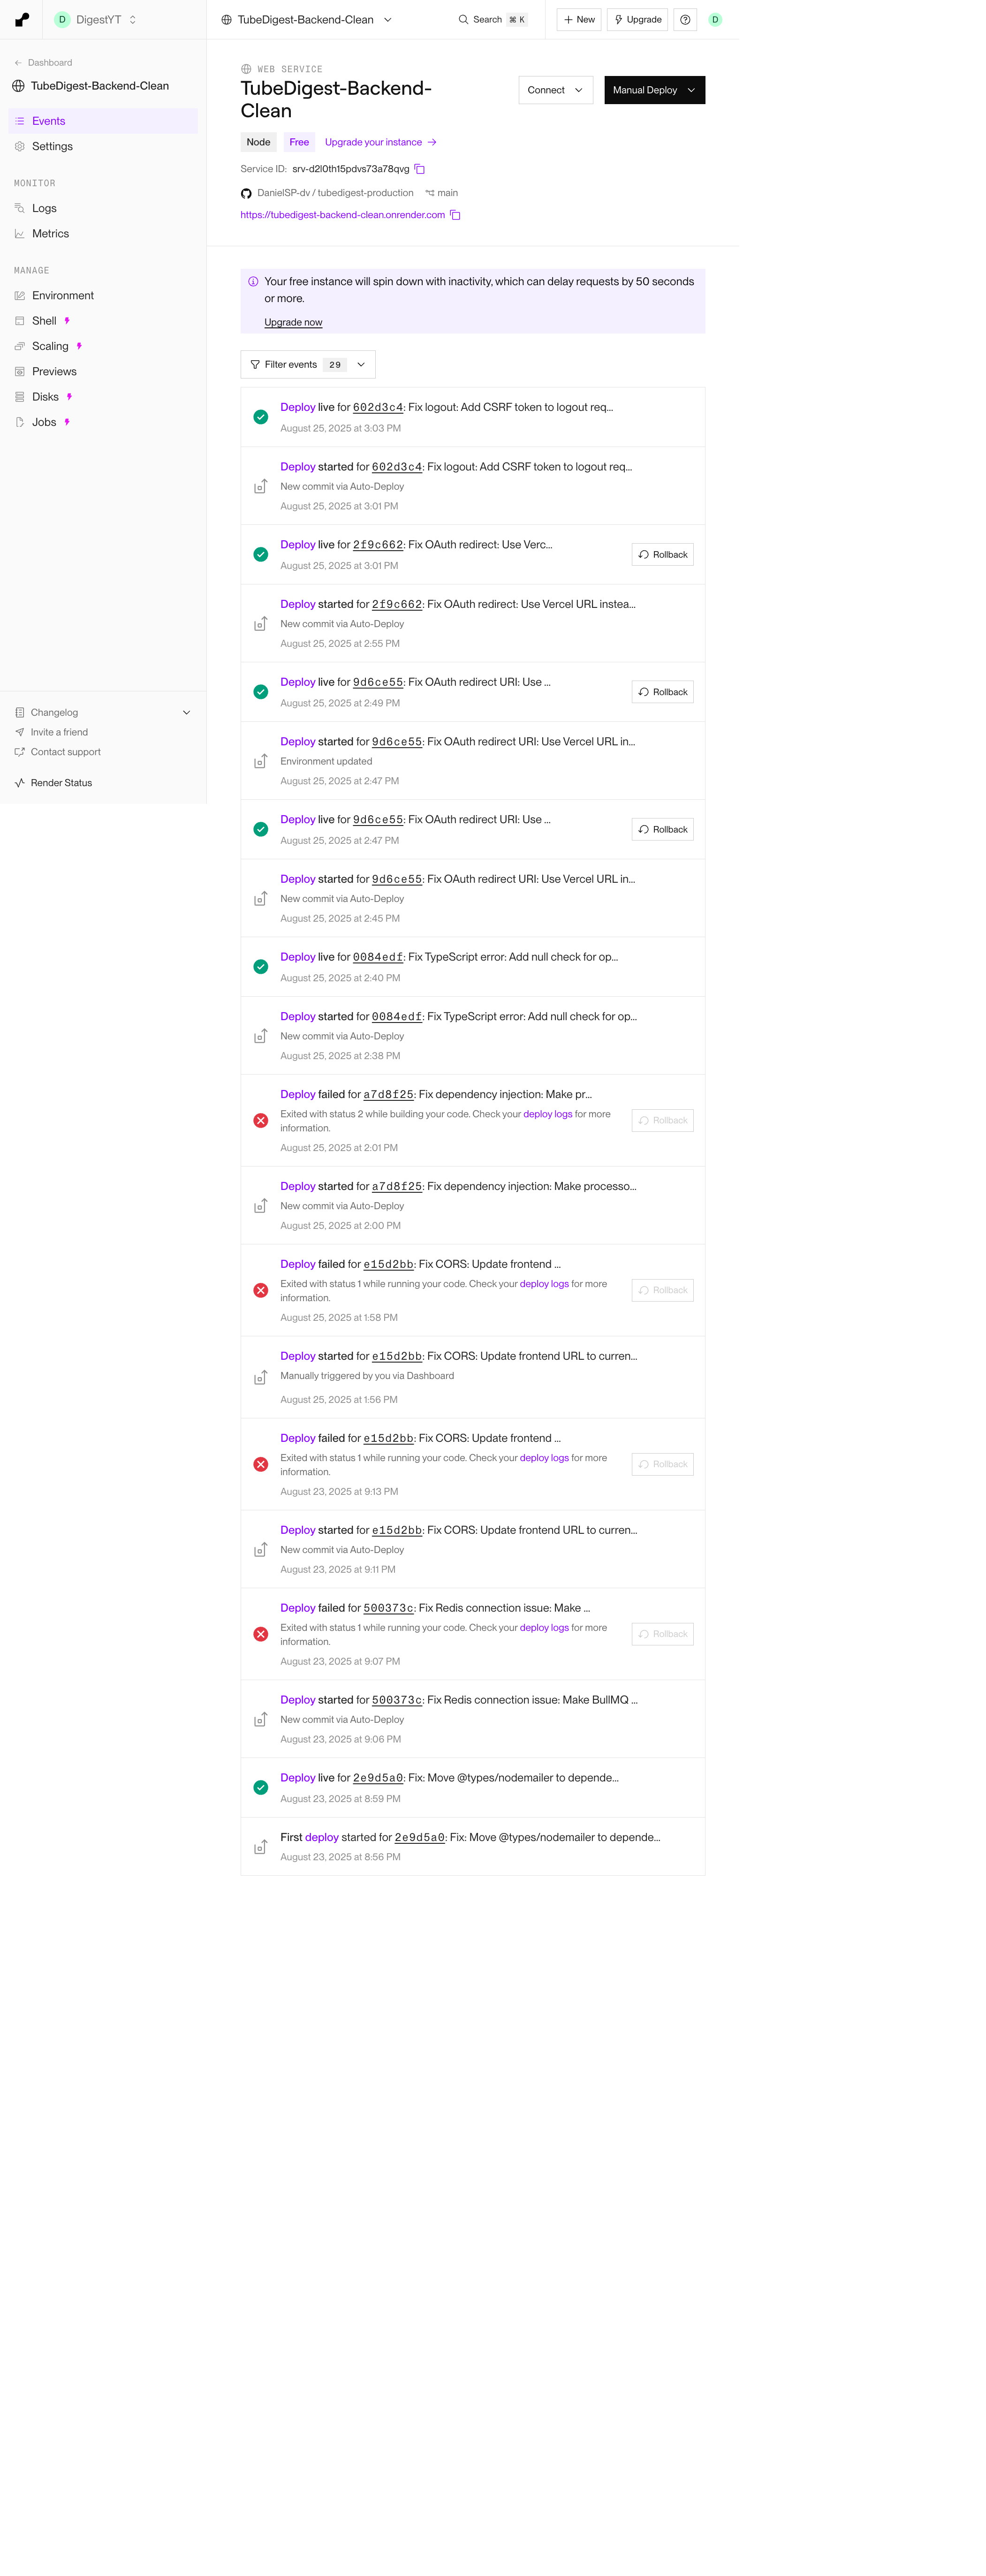 D DigestYT
TubeDigest-Backend-Clean
Search ⌘ K
New
Upgrade
D
Dashboard
TubeDigest-Backend-Clean
Events
Settings
MONITOR
Logs
Metrics
MANAGE
Environment
Shell
Scaling
Previews
Disks
Jobs
Changelog
Invite a friend
Contact support
Render Status
WEB SERVICE
TubeDigest-Backend-
Clean
Connect
Manual Deploy
Node Free Upgrade your instance →
Service ID: srv-d2l0th15pdvs73a78qvg
DanielSP-dv / tubedigest-production main
https://tubedigest-backend-clean.onrender.com
Your free instance will spin down with inactivity, which can delay requests by 50 seconds
or more.
Upgrade now
Filter events 29
Deploy live for 602d3c4: Fix logout: Add CSRF token to logout req...
August 25, 2025 at 3:03 PM
Deploy started for 602d3c4: Fix logout: Add CSRF token to logout req...
New commit via Auto-Deploy
August 25, 2025 at 3:01 PM
Deploy live for 2f9c662: Fix OAuth redirect: Use Verc...
Rollback
August 25, 2025 at 3:01 PM
Deploy started for 2f9c662: Fix OAuth redirect: Use Vercel URL instea...
New commit via Auto-Deploy
August 25, 2025 at 2:55 PM
Deploy live for 9d6ce55: Fix OAuth redirect URI: Use ...
Rollback
August 25, 2025 at 2:49 PM
Deploy started for 9d6ce55: Fix OAuth redirect URI: Use Vercel URL in...
Environment updated
August 25, 2025 at 2:47 PM
Deploy live for 9d6ce55: Fix OAuth redirect URI: Use ...
Rollback
August 25, 2025 at 2:47 PM
Deploy started for 9d6ce55: Fix OAuth redirect URI: Use Vercel URL in...
New commit via Auto-Deploy
August 25, 2025 at 2:45 PM
Deploy live for 0084edf: Fix TypeScript error: Add null check for op...
August 25, 2025 at 2:40 PM
Deploy started for 0084edf: Fix TypeScript error: Add null check for op...
New commit via Auto-Deploy
August 25, 2025 at 2:38 PM
Deploy failed for a7d8f25: Fix dependency injection: Make pr...
Exited with status 2 while building your code. Check your deploy logs for more
information.
Rollback
August 25, 2025 at 2:01 PM
Deploy started for a7d8f25: Fix dependency injection: Make processo...
New commit via Auto-Deploy
August 25, 2025 at 2:00 PM
Deploy failed for e15d2bb: Fix CORS: Update frontend ...
Exited with status 1 while running your code. Check your deploy logs for more
information.
Rollback
August 25, 2025 at 1:58 PM
Deploy started for e15d2bb: Fix CORS: Update frontend URL to curren...
Manually triggered by you via Dashboard
August 25, 2025 at 1:56 PM
Deploy failed for e15d2bb: Fix CORS: Update frontend ...
Exited with status 1 while running your code. Check your deploy logs for more
information.
Rollback
August 23, 2025 at 9:13 PM
Deploy started for e15d2bb: Fix CORS: Update frontend URL to curren...
New commit via Auto-Deploy
August 23, 2025 at 9:11 PM
Deploy failed for 500373c: Fix Redis connection issue: Make ...
Exited with status 1 while running your code. Check your deploy logs for more
information.
Rollback
August 23, 2025 at 9:07 PM
Deploy started for 500373c: Fix Redis connection issue: Make BullMQ ...
New commit via Auto-Deploy
August 23, 2025 at 9:06 PM
Deploy live for 2e9d5a0: Fix: Move @types/nodemailer to depende...
August 23, 2025 at 8:59 PM
First deploy started for 2e9d5a0: Fix: Move @types/nodemailer to depende...
August 23, 2025 at 8:56 PM